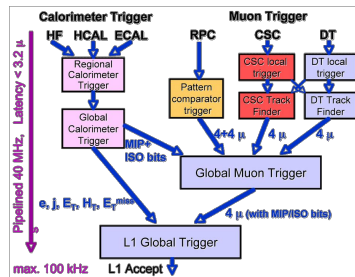 Calorimeter Trigger
Muon Trigger
HF HCAL ECAL
RPC CSC DT
Regional
Calorimeter
Trigger
Pattern
comparator
trigger
CSC local
trigger
DT local
trigger
Global
Calorimeter
Trigger
CSC Track
Finder
DT Track
Finder
MIP+
ISO bits
4+4 μ
4 μ
4 μ
Global Muon Trigger
e, j, E_T, H_T, E_T^miss
4 μ (with MIP/ISO bits)
L1 Global Trigger
L1 Accept
Pipelined 40 MHz, Latency < 3.2 μ
s
max. 100 kHz